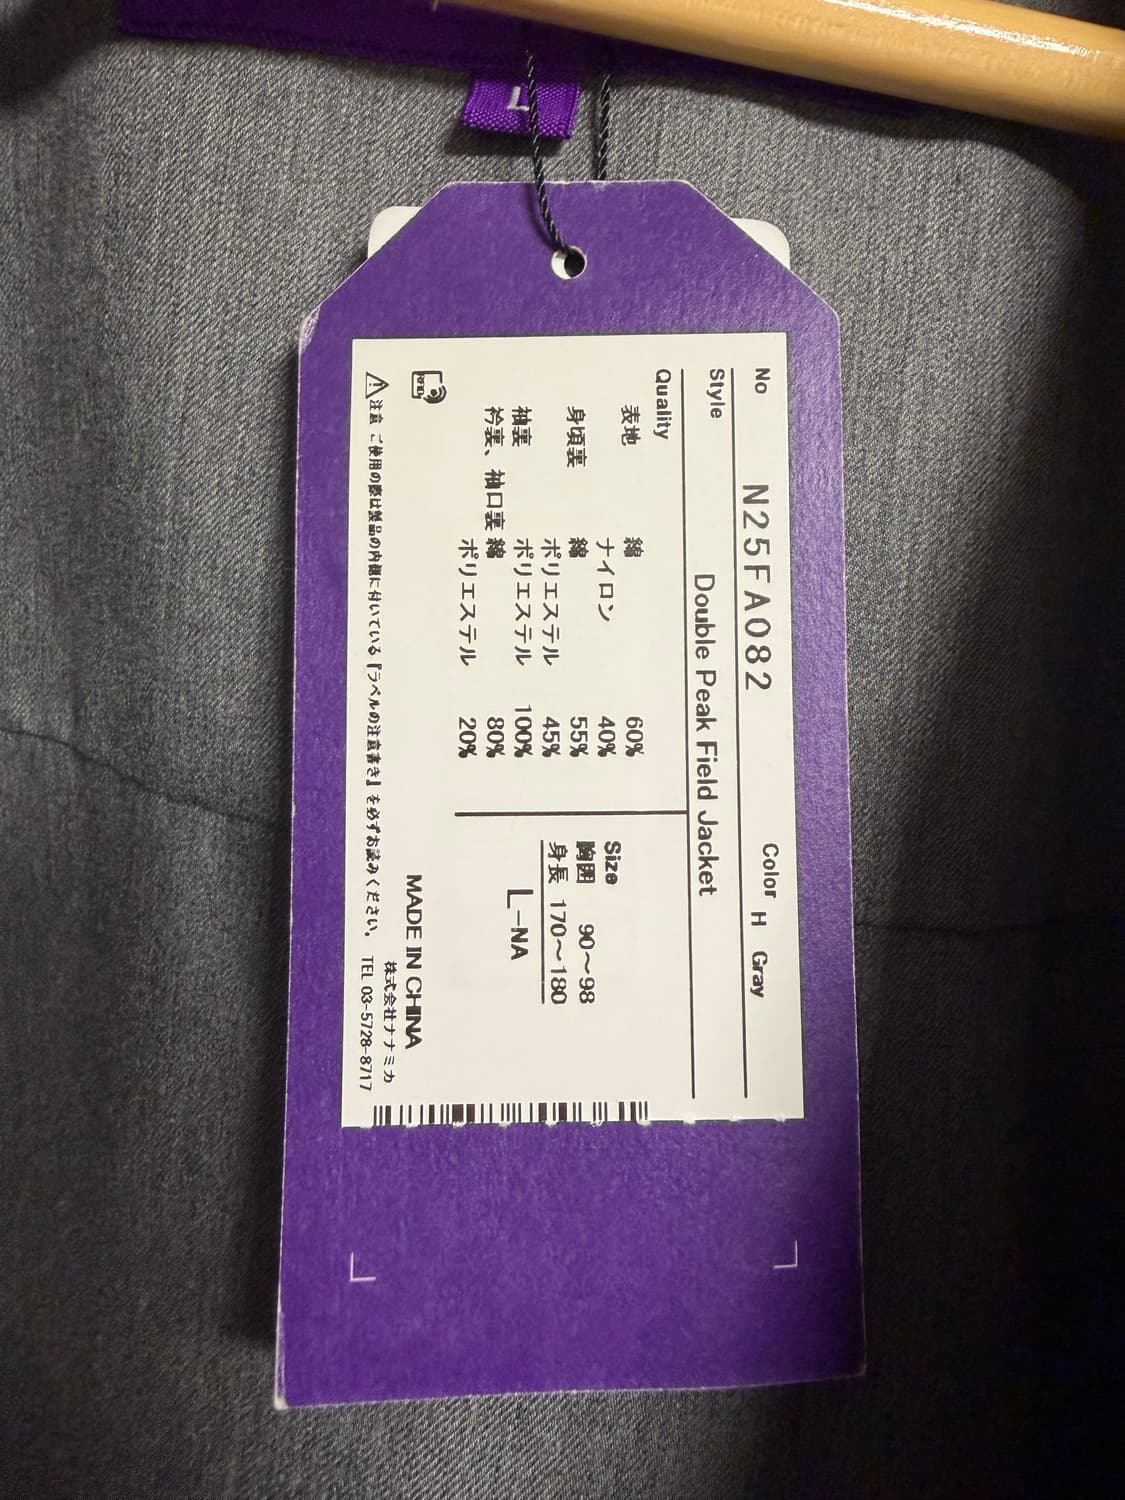 L
No N25FA082 Color H Gray
Style Double Peak Field Jacket
Quality
表地 綿 60%
ナイロン 40%
身頃裏 綿 55%
ポリエステル 45%
袖裏 ポリエステル 100%
衿裏、袖口裏 綿 80%
ポリエステル 20%
Size
胸囲 90〜98
身長 170〜180
L-NA
RFID
MADE IN CHINA
株式会社ナナミカ
注意 ご使用の際は製品の内側に付いている『ラベルの注意書き』を必ずお読みください。 TEL 03-5728-8717